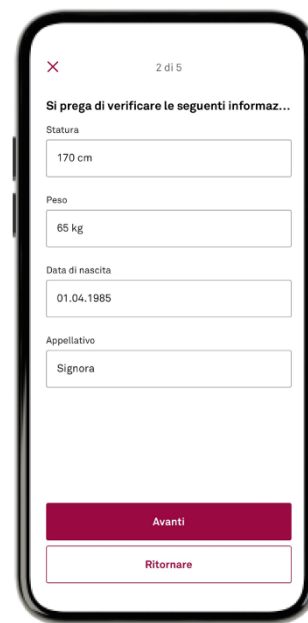 2 di 5
Si prega di verificare le seguenti informaz...
Statura
170 cm
Peso
65 kg
Data di nascita
01.04.1985
Appellativo
Signora
Avanti
Ritornare